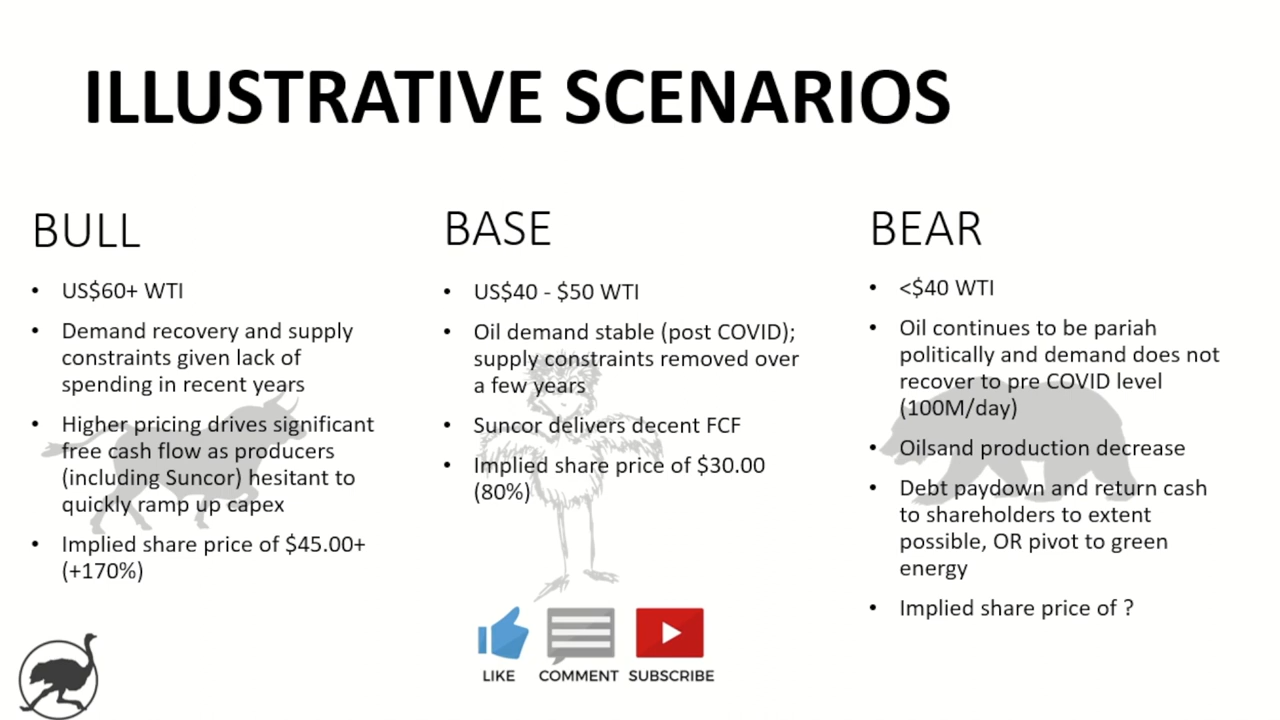 ILLUSTRATIVE SCENARIOS
BULL
• US$60+ WTI
• Demand recovery and supply
constraints given lack of
spending in recent years
• Higher pricing drives significant
free cash flow as producers
(including Suncor) hesitant to
quickly ramp up capex
• Implied share price of $45.00+
(+170%)
BASE
• US$40 - $50 WTI
• Oil demand stable (post COVID);
supply constraints removed over
a few years
• Suncor delivers decent FCF
• Implied share price of $30.00
(80%)
BEAR
• <$40 WTI
• Oil continues to be pariah
politically and demand does not
recover to pre COVID level
(100M/day)
• Oilsand production decrease
• Debt paydown and return cash
to shareholders to extent
possible, OR pivot to green
energy
• Implied share price of ?
LIKE
COMMENT
SUBSCRIBE